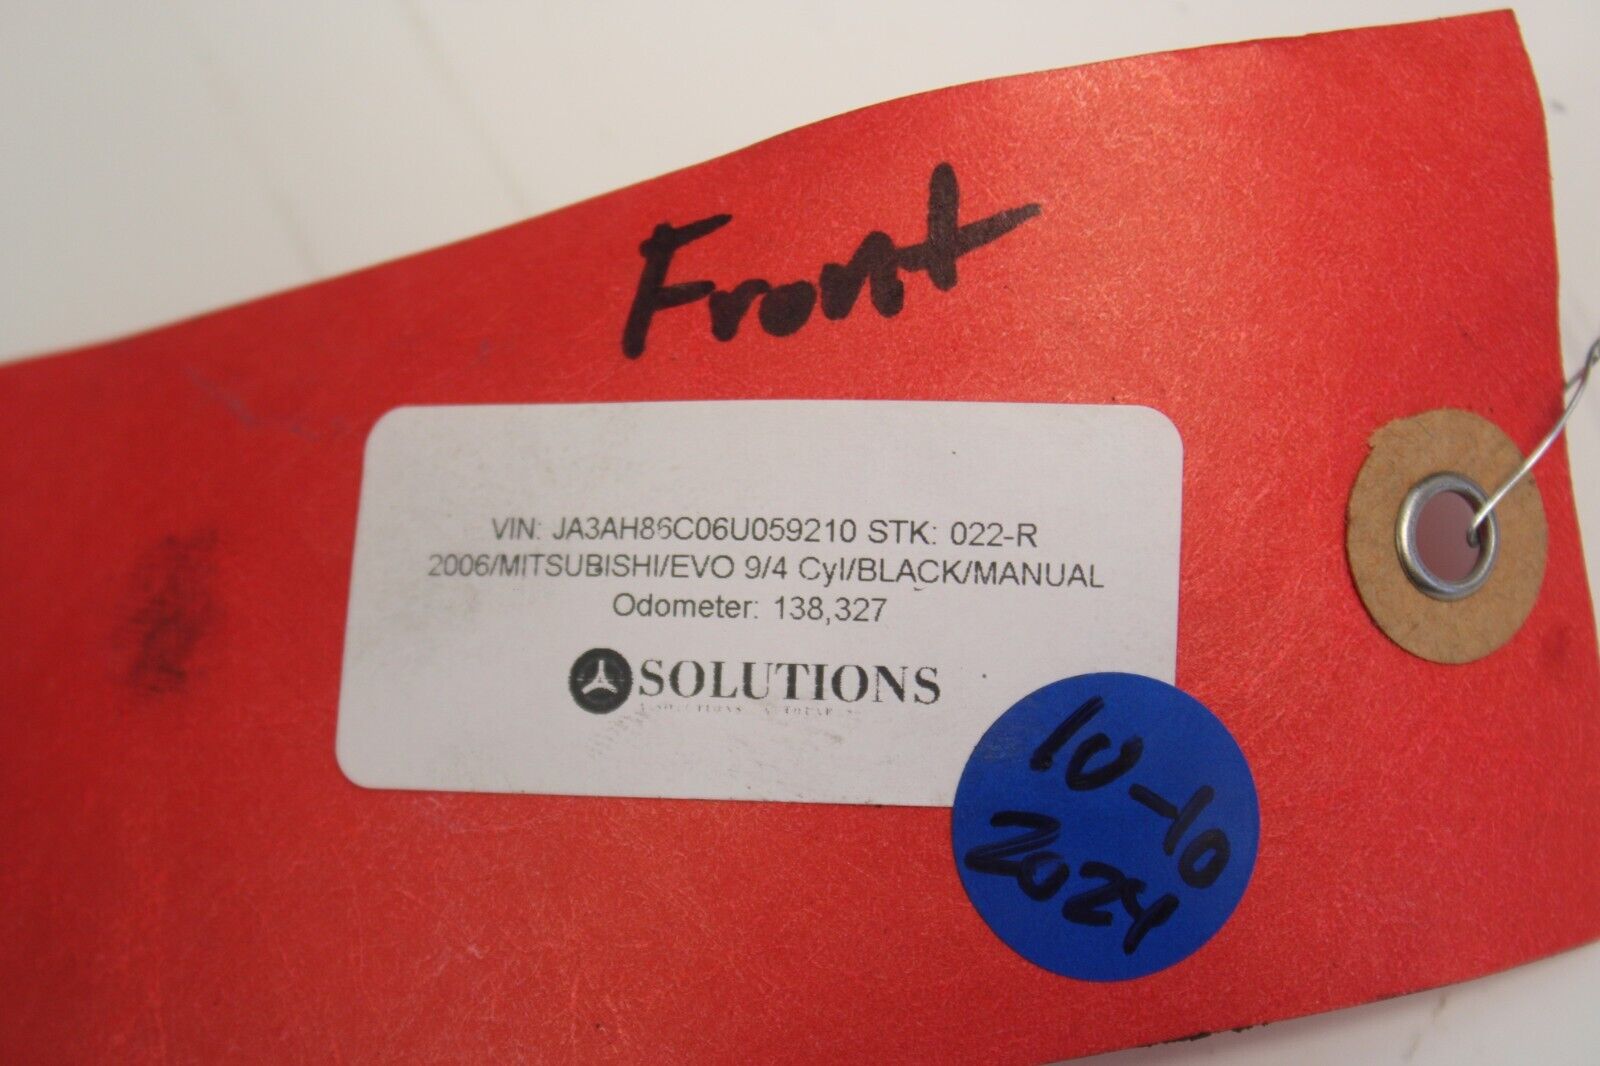 Front
VIN: JA3AH86C06U059210 STK: 022-R
2006/MITSUBISHI/EVO 9/4 Cyl/BLACK/MANUAL
Odometer: 138,327
SOLUTIONS
10-10
2024